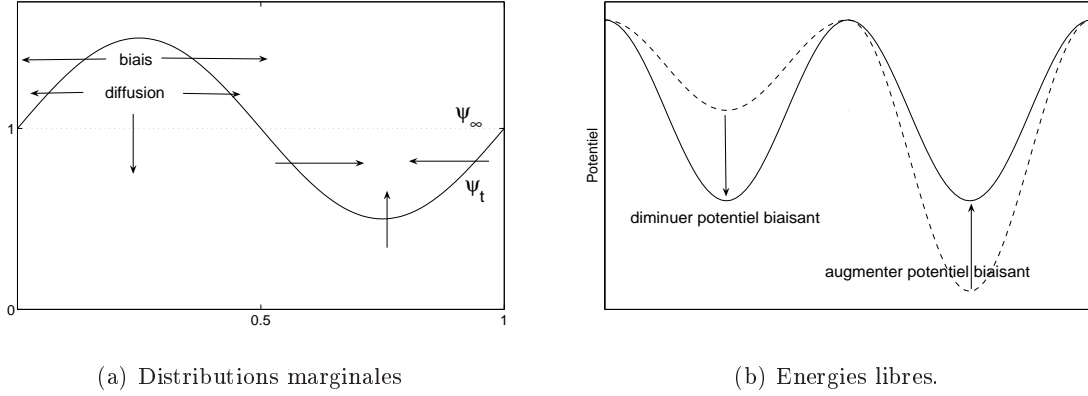 biais
diffusion
ψ∞
1
ψt
0
0.5
1
(a) Distributions marginales
Potentiel
diminuer potentiel biaisant
augmenter potentiel biaisant
(b) Energies libres.